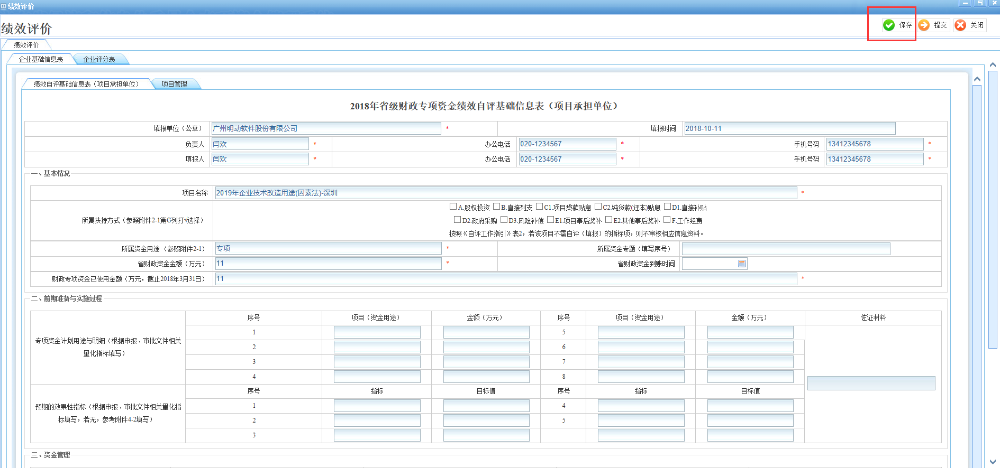 绩效评价
绩效评价
保存 提交 关闭
绩效评价
企业基础信息表 企业评分表
绩效自评基础信息表（项目承担单位） 项目管理
2018年省级财政专项资金绩效自评基础信息表（项目承担单位）
填报单位（公章） 广州明动软件股份有限公司 * 填报时间 2018-10-11
负责人 闫欢 * 办公电话 020-1234567 * 手机号码 13412345678 *
填报人 闫欢 * 办公电话 020-1234567 * 手机号码 13412345678 *
一、基本情况
项目名称 2019年企业技术改造用途(因素法)-深圳 *
A.股权投资 B.直接列支 C1.项目贷款贴息 C2.纯贷款(还本)贴息 D1.直接补贴
所属扶持方式（参照附件2-1第G列打√选择） D2.政府采购 D3.风险补偿 E1.项目事后奖补 E2.其他事后奖补 F.工作经费
按照《自评工作指引》表2，若该项目不需自评（填报）的指标项，则不审核相应信息资料。
所属资金用途 （参照附件2-1） 专项 * 所属资金专题（填写序号）
省财政资金金额（万元） 11 * 省财政资金到账时间
财政专项资金已使用金额（万元，截止2018年3月31日） 11 *
二、前期准备与实施过程
序号 项目（资金用途） 金额（万元） 序号 项目（资金用途） 金额（万元） 佐证材料
专项资金计划用途与明细（根据申报、审批文件相关
量化指标填写）
1 5
2 6
3 7
4 8
序号 指标 目标值 序号 指标 目标值
预期的效果性指标（根据申报、审批文件相关量化指
标填写，若无，参考附件4-2填写）
1 4
2 5
3
三、资金管理